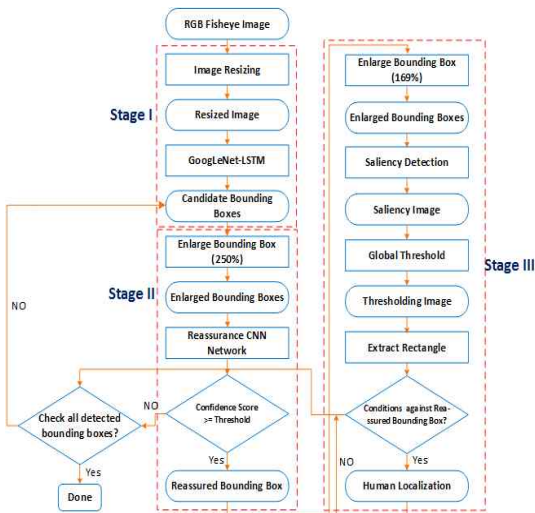 RGB Fisheye Image
Stage I
Image Resizing
Resized Image
GoogLeNet-LSTM
Candidate Bounding
Boxes
Stage II
Enlarge Bounding Box
(250%)
Enlarged Bounding Boxes
Reassurance CNN
Network
Confidence Score
>= Threshold
NO
Yes
Reassured Bounding Box
NO
Check all detected
bounding boxes?
Yes
Done
Stage III
Enlarge Bounding Box
(169%)
Enlarged Bounding Boxes
Saliency Detection
Saliency Image
Global Threshold
Thresholding Image
Extract Rectangle
Conditions against Rea-
ssured Bounding Box?
NO
Yes
Human Localization